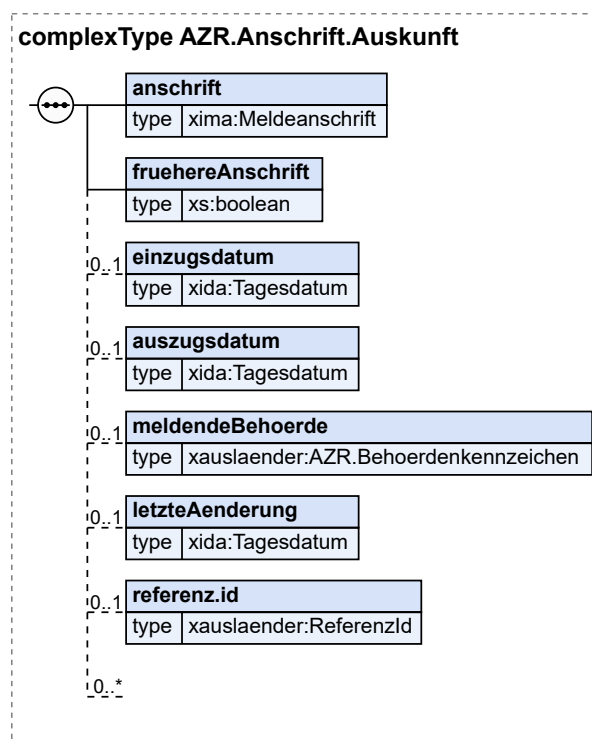 complexType AZR.Anschrift.Auskunft
anschrift
type xima:Meldeanschrift
fruehereAnschrift
type xs:boolean
0..1 einzugsdatum
type xida:Tagesdatum
0..1 auszugsdatum
type xida:Tagesdatum
0..1 meldendeBehoerde
type xauslaender:AZR.Behoerdenkennzeichen
0..1 letzteAenderung
type xida:Tagesdatum
0..1 referenz.id
type xauslaender:ReferenzId
0..*